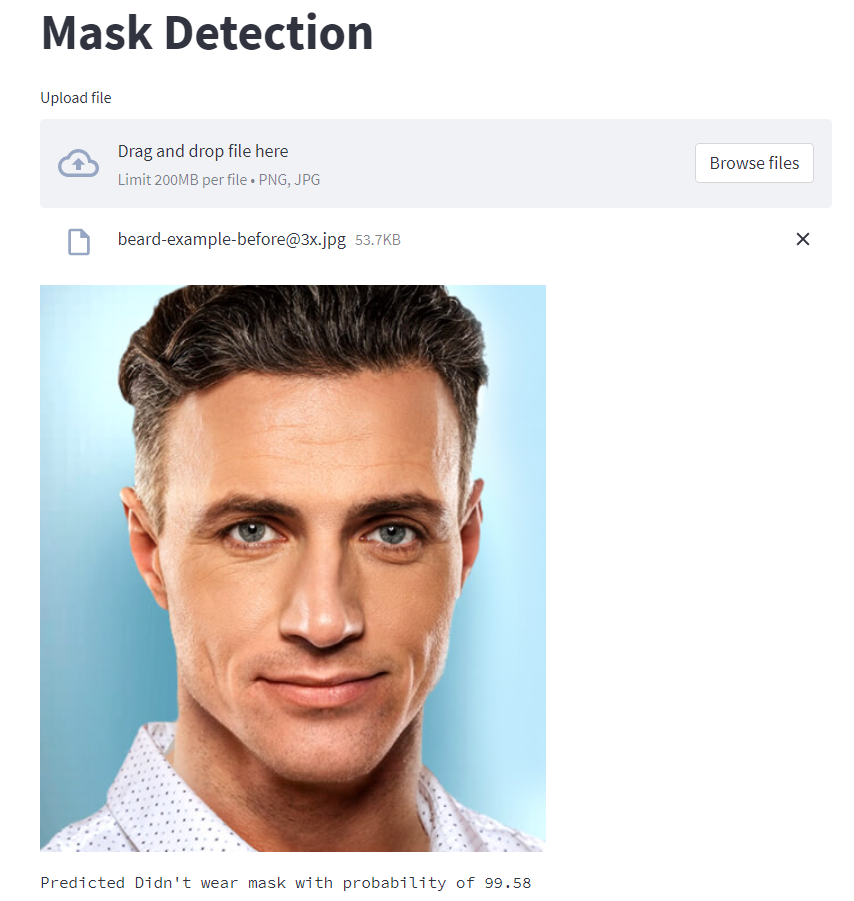 Mask Detection
Upload file
Drag and drop file here
Limit 200MB per file • PNG, JPG
Browse files
beard-example-before@3x.jpg 53.7KB
Predicted Didn't wear mask with probability of 99.58